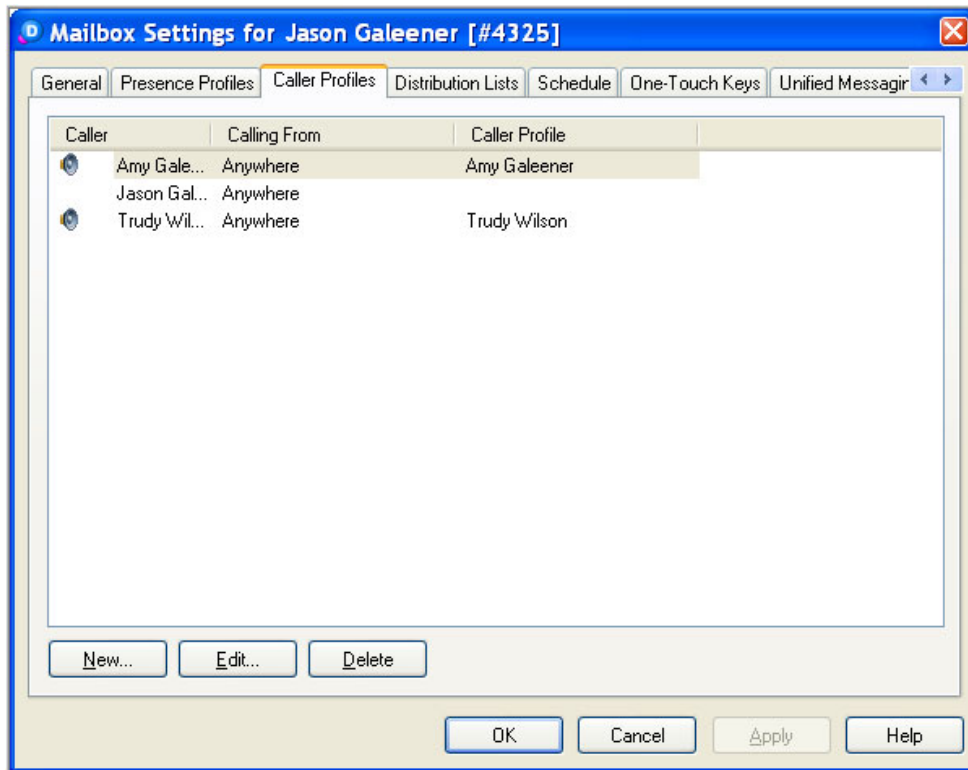 D Mailbox Settings for Jason Galeener [#4325]
General Presence Profiles Caller Profiles Distribution Lists Schedule One-Touch Keys Unified Messagin
Caller Calling From Caller Profile
Amy Gale... Anywhere Amy Galeener
Jason Gal... Anywhere
Trudy Wil... Anywhere Trudy Wilson
New... Edit... Delete
OK Cancel Apply Help